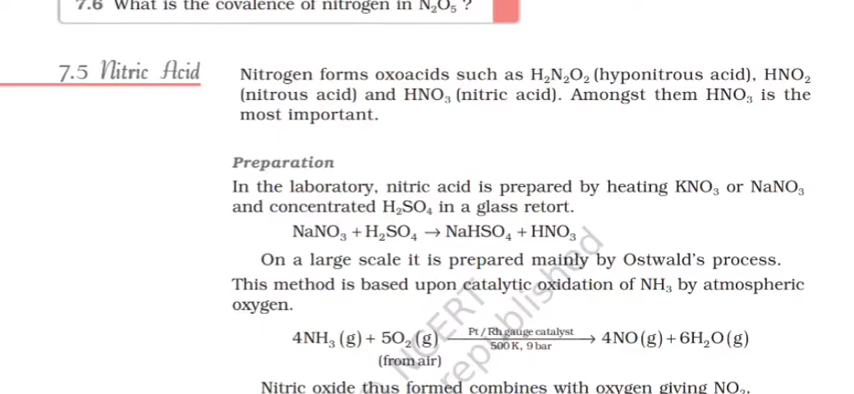 7.6 What is the covalence of nitrogen in N₂O₅ ?
7.5 Nitric Acid
Nitrogen forms oxoacids such as H₂N₂O₂ (hyponitrous acid), HNO₂
(nitrous acid) and HNO₃ (nitric acid). Amongst them HNO₃ is the
most important.
Preparation
In the laboratory, nitric acid is prepared by heating KNO₃ or NaNO₃
and concentrated H₂SO₄ in a glass retort.
NaNO₃ + H₂SO₄ → NaHSO₄ + HNO₃
On a large scale it is prepared mainly by Ostwald's process.
This method is based upon catalytic oxidation of NH₃ by atmospheric
oxygen.
4NH₃ (g) + 5O₂ (g) Pt / Rh gauge catalyst → 4NO (g) + 6H₂O (g)
500 K, 9 bar
(from air)
Nitric oxide thus formed combines with oxygen giving NO₂.
NCERT
republished